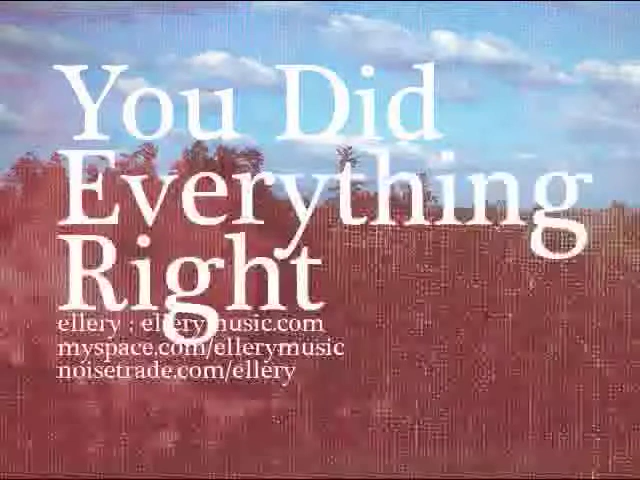 You Did
Everything
Right
ellery : ellerymusic.com
myspace.com/ellerymusic
noisetrade.com/ellery